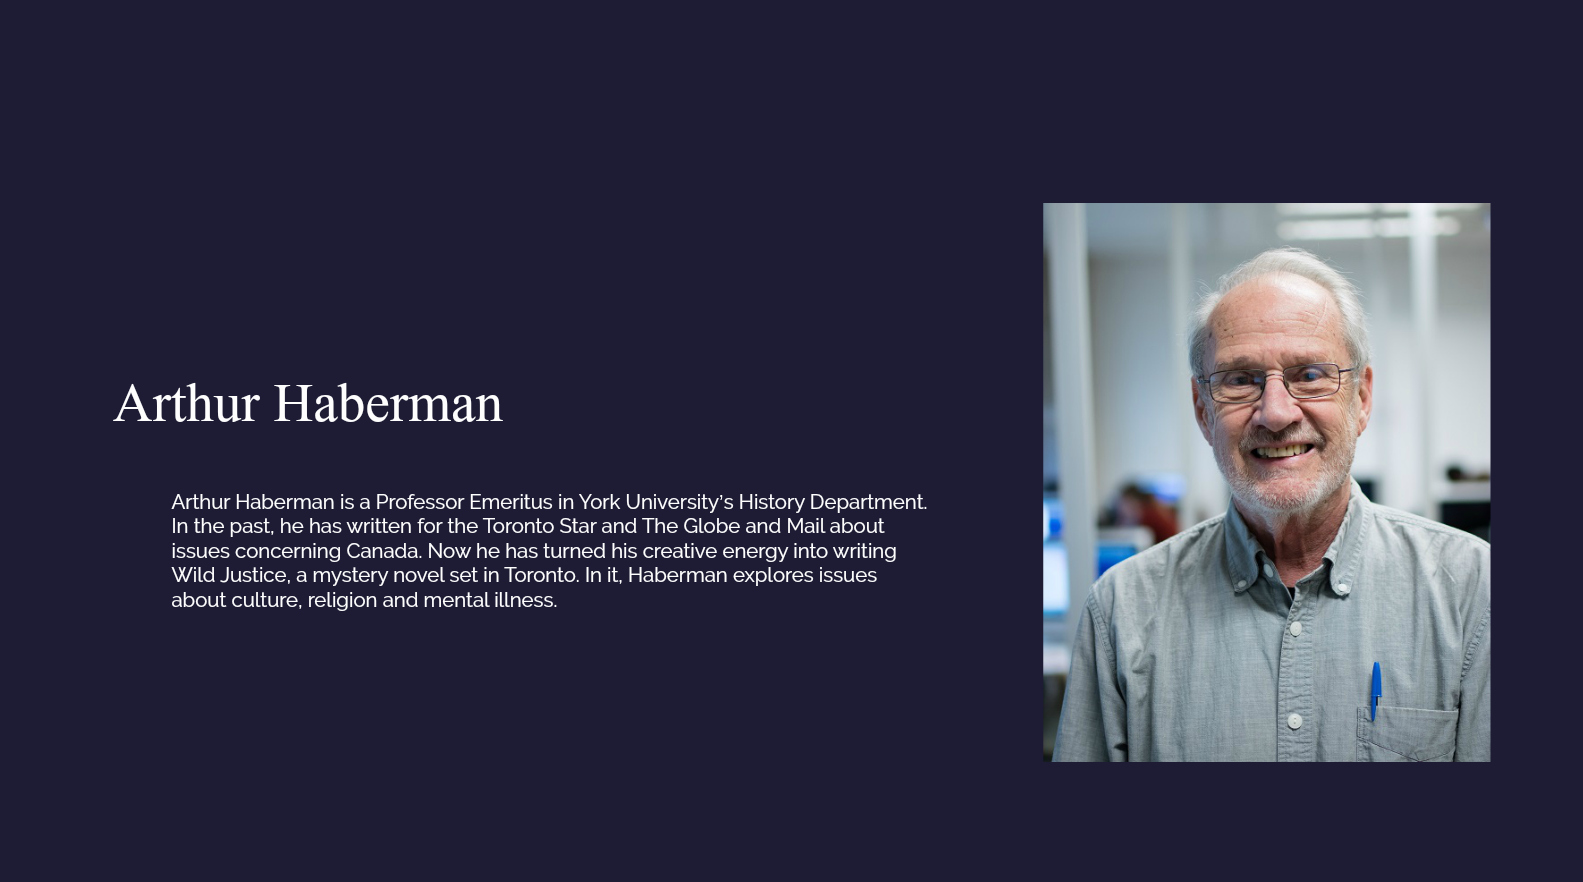 Arthur Haberman
Arthur Haberman is a Professor Emeritus in York University’s History Department.
In the past, he has written for the Toronto Star and The Globe and Mail about
issues concerning Canada. Now he has turned his creative energy into writing
Wild Justice, a mystery novel set in Toronto. In it, Haberman explores issues
about culture, religion and mental illness.